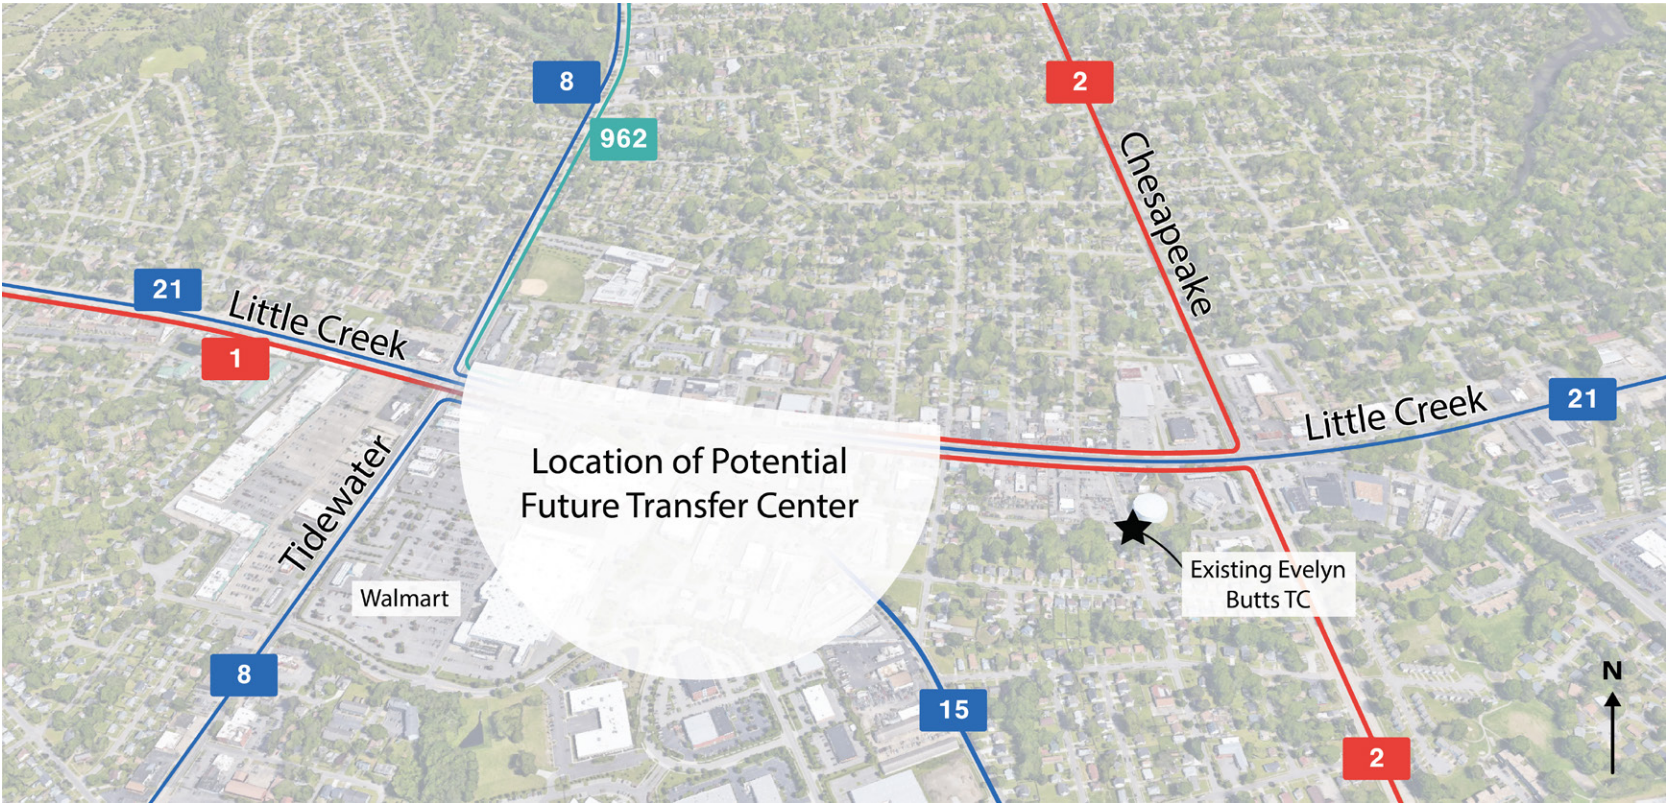 8
2
962
Chesapeake
21
Little Creek
1
Little Creek
21
Location of Potential
Future Transfer Center
Tidewater
Existing Evelyn
Butts TC
Walmart
8
15
N
2